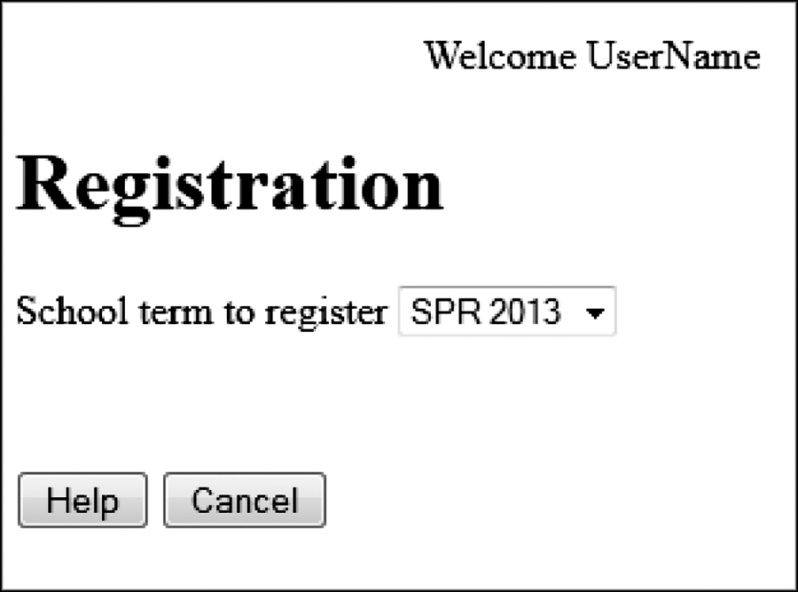 Welcome UserName
Registration
School term to register SPR 2013
Help Cancel